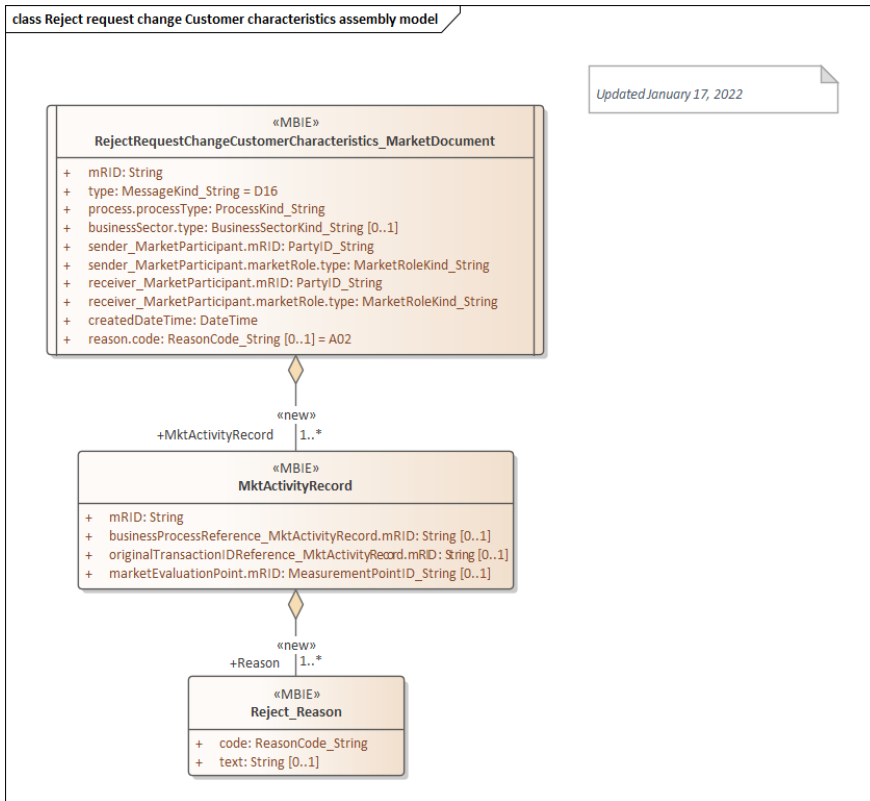 class Reject request change Customer characteristics assembly model
Updated January 17, 2022
«MBIE»
RejectRequestChangeCustomerCharacteristics_MarketDocument
+ mRID: String
+ type: MessageKind_String = D16
+ process.processType: ProcessKind_String
+ businessSector.type: BusinessSectorKind_String [0..1]
+ sender_MarketParticipant.mRID: PartyID_String
+ sender_MarketParticipant.marketRole.type: MarketRoleKind_String
+ receiver_MarketParticipant.mRID: PartyID_String
+ receiver_MarketParticipant.marketRole.type: MarketRoleKind_String
+ createdDateTime: DateTime
+ reason.code: ReasonCode_String [0..1] = A02
«new»
+MktActivityRecord 1..*
«MBIE»
MktActivityRecord
+ mRID: String
+ businessProcessReference_MktActivityRecord.mRID: String [0..1]
+ originalTransactionIDReference_MktActivityRecord.mRID: String [0..1]
+ marketEvaluationPoint.mRID: MeasurementPointID_String [0..1]
«new»
+Reason 1..*
«MBIE»
Reject_Reason
+ code: ReasonCode_String
+ text: String [0..1]